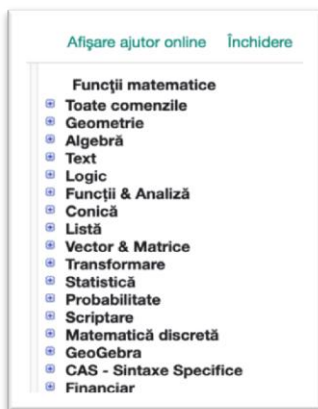 Afişare ajutor online Închidere
Funcţii matematice
Toate comenzile
Geometrie
Algebră
Text
Logic
Funcții & Analiză
Conică
Listă
Vector & Matrice
Transformare
Statistică
Probabilitate
Scriptare
Matematică discretă
GeoGebra
CAS - Sintaxe Specifice
Financiar